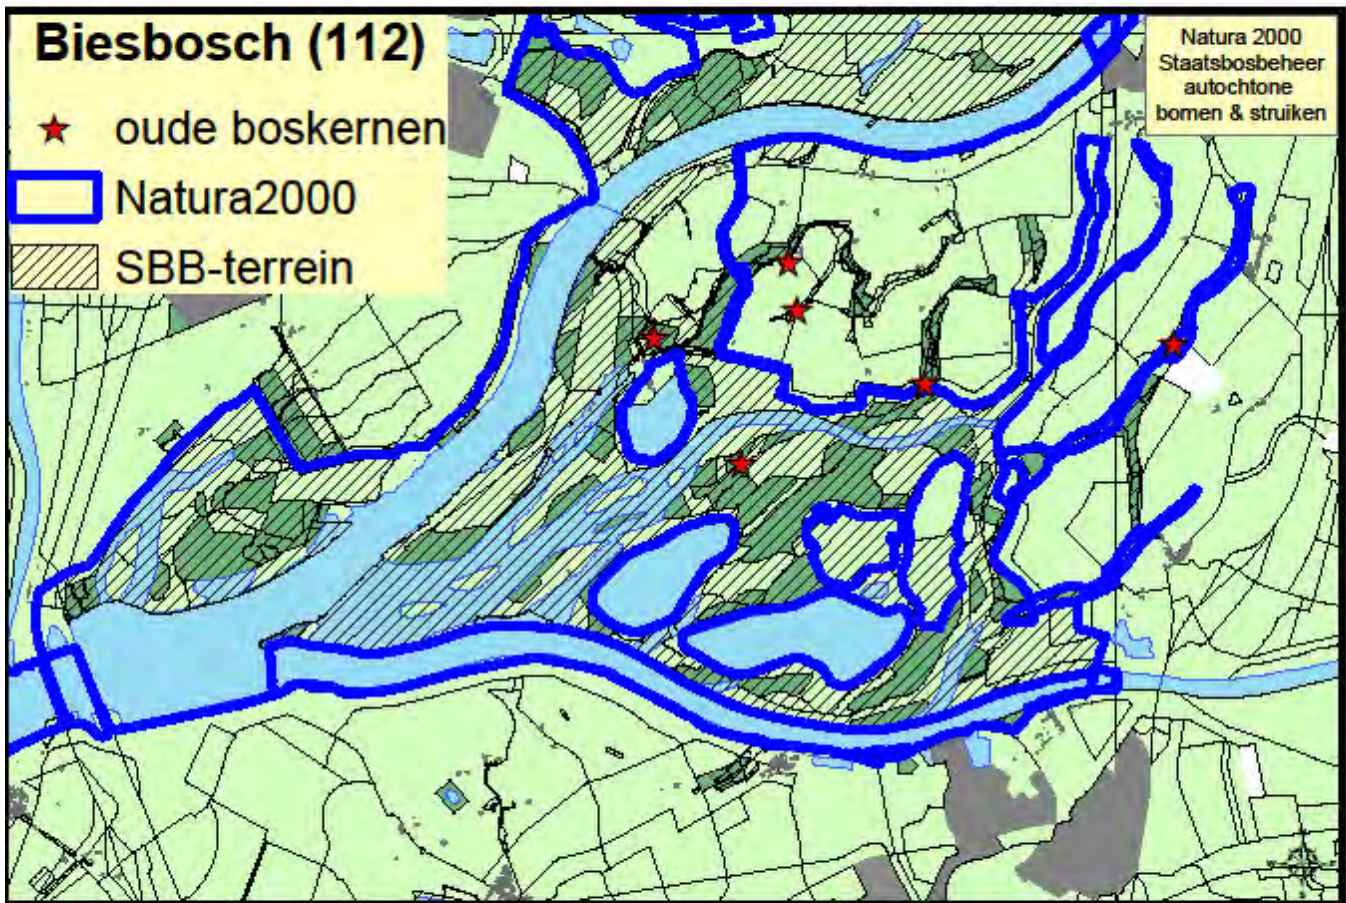 Biesbosch (112)
oude boskernen
Natura2000
SBB-terrein
Natura 2000
Staatsbosbeheer
autochtone
bomen & struiken